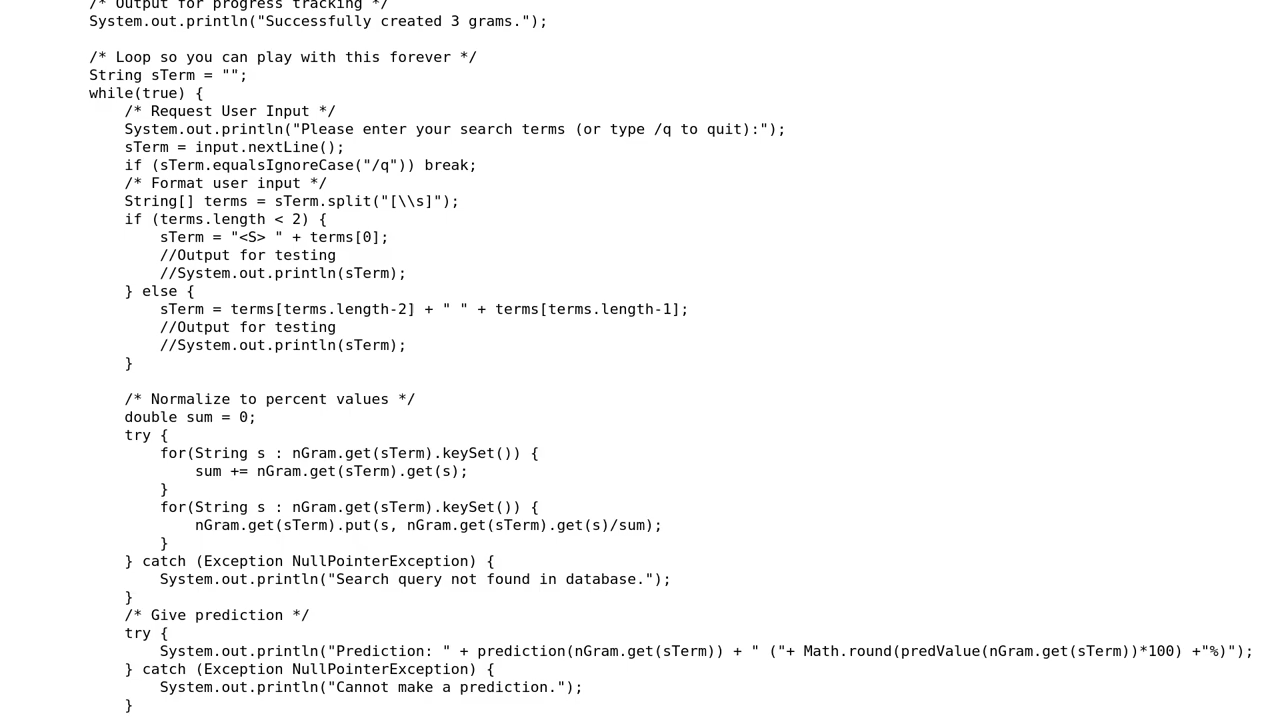 /* Output for progress tracking */
System.out.println("Successfully created 3 grams.");
/* Loop so you can play with this forever */
String sTerm = "";
while(true) {
/* Request User Input */
System.out.println("Please enter your search terms (or type /q to quit):");
sTerm = input.nextLine();
if (sTerm.equalsIgnoreCase("/q")) break;
/* Format user input */
String[] terms = sTerm.split("[\\s]");
if (terms.length < 2) {
sTerm = "<S> " + terms[0];
//Output for testing
//System.out.println(sTerm);
} else {
sTerm = terms[terms.length-2] + " " + terms[terms.length-1];
//Output for testing
//System.out.println(sTerm);
}
/* Normalize to percent values */
double sum = 0;
try {
for(String s : nGram.get(sTerm).keySet()) {
sum += nGram.get(sTerm).get(s);
}
for(String s : nGram.get(sTerm).keySet()) {
nGram.get(sTerm).put(s, nGram.get(sTerm).get(s)/sum);
}
} catch (Exception NullPointerException) {
System.out.println("Search query not found in database.");
}
/* Give prediction */
try {
System.out.println("Prediction: " + prediction(nGram.get(sTerm)) + " ("+ Math.round(predValue(nGram.get(sTerm))*100) +"%)");
} catch (Exception NullPointerException) {
System.out.println("Cannot make a prediction.");
}